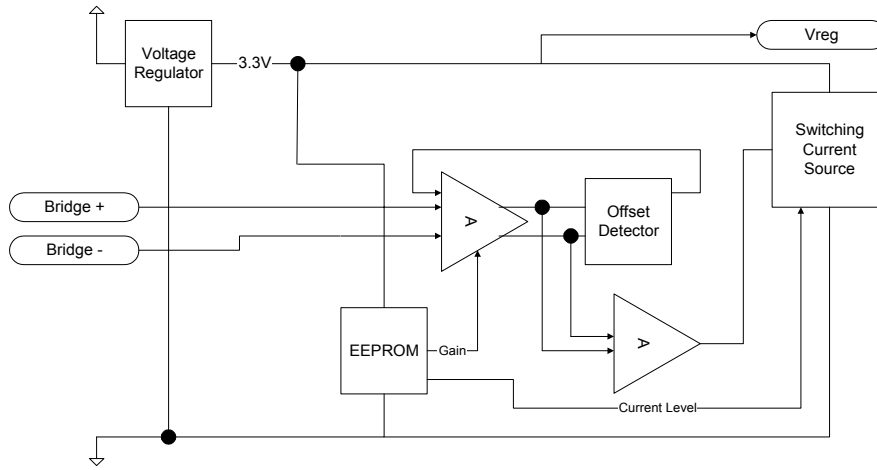 Voltage
Regulator
3.3V
Vreg
Switching
Current
Source
Bridge +
Bridge -
A
Offset
Detector
EEPROM
Gain
A
Current Level